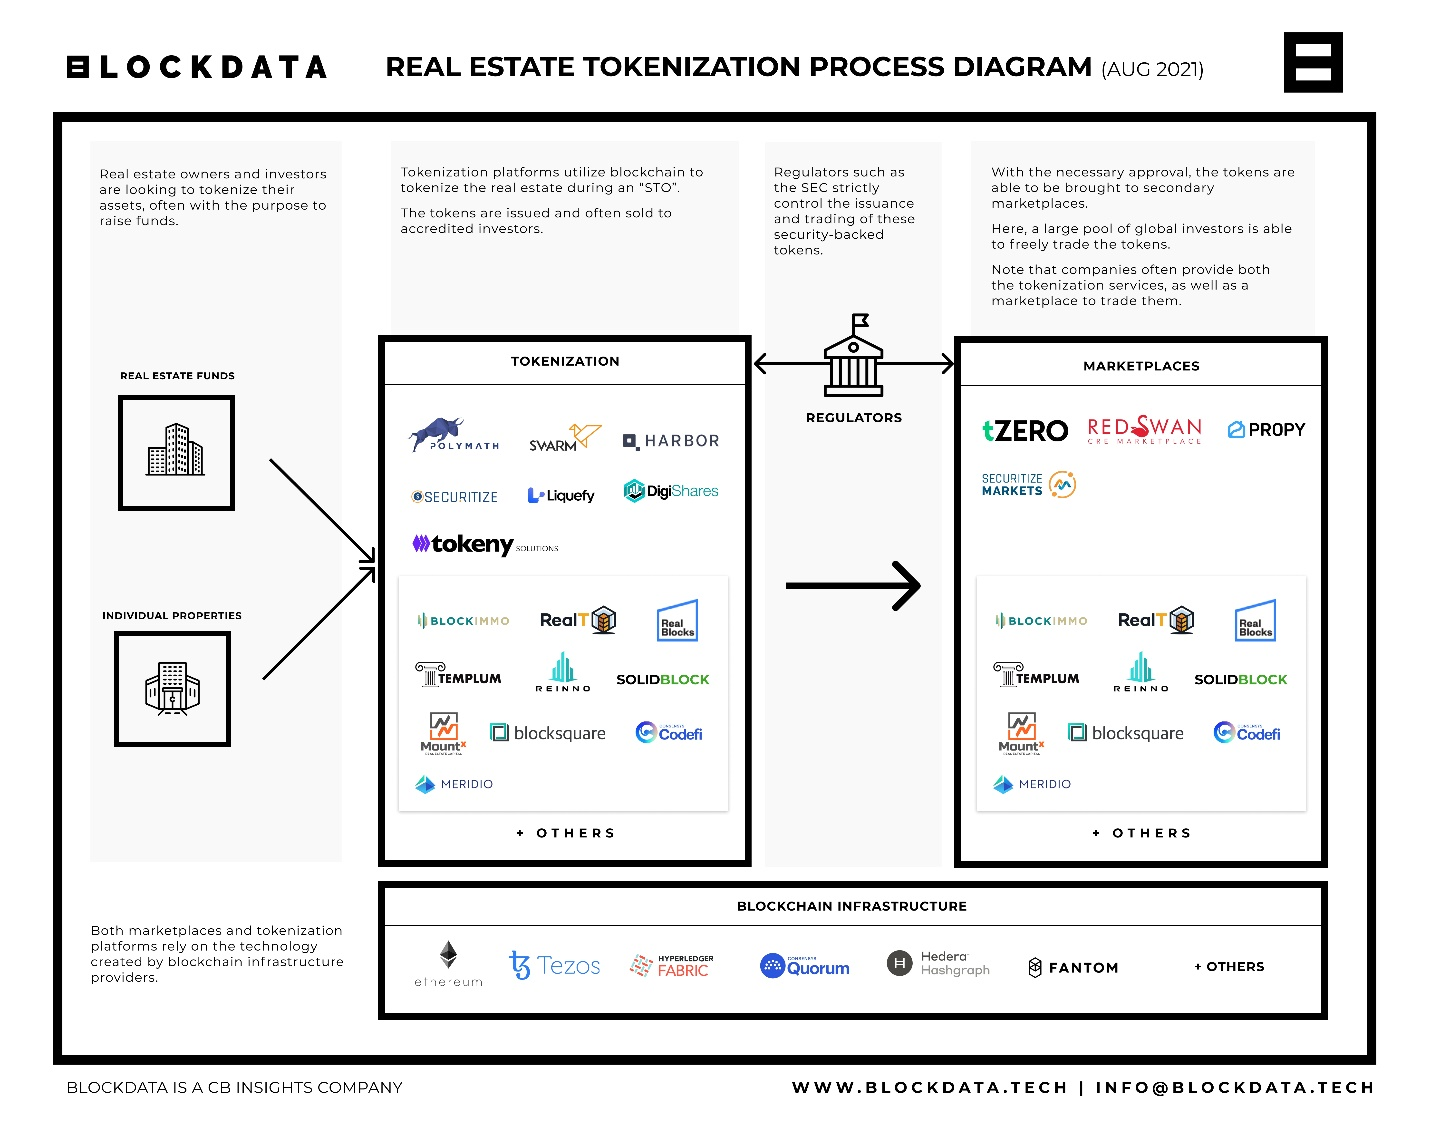 BLOCKDATA
REAL ESTATE TOKENIZATION PROCESS DIAGRAM (AUG 2021)
Real estate owners and investors
are looking to tokenize their
assets, often with the purpose to
raise funds.
Tokenization platforms utilize blockchain to
tokenize the real estate during an “STO”.
The tokens are issued and often sold to
accredited investors.
Regulators such as
the SEC strictly
control the issuance
and trading of these
security-backed
tokens.
With the necessary approval, the tokens are
able to be brought to secondary
marketplaces.
Here, a large pool of global investors is able
to freely trade the tokens.
Note that companies often provide both
the tokenization services, as well as a
marketplace to trade them.
REAL ESTATE FUNDS
INDIVIDUAL PROPERTIES
TOKENIZATION
POLYMATH
SWARM
HARBOR
SECURITIZE
Liquefy
DigiShares
tokeny SOLUTIONS
BLOCKIMMO
RealT
Real
Blocks
TEMPLUM
REINNO
SOLIDBLOCK
MountX
blocksquare
CONSENSYS
Codefi
MERIDIO
+ OTHERS
REGULATORS
MARKETPLACES
tZERO
REDSWAN
CRE MARKETPLACE
PROPY
SECURITIZE
MARKETS
BLOCKIMMO
RealT
Real
Blocks
TEMPLUM
REINNO
SOLIDBLOCK
MountX
blocksquare
CONSENSYS
Codefi
MERIDIO
+ OTHERS
Both marketplaces and tokenization
platforms rely on the technology
created by blockchain infrastructure
providers.
BLOCKCHAIN INFRASTRUCTURE
ethereum
Tezos
HYPERLEDGER
FABRIC
CONSENSYS
Quorum
Hedera
Hashgraph
FANTOM
+ OTHERS
BLOCKDATA IS A CB INSIGHTS COMPANY
WWW.BLOCKDATA.TECH | INFO@BLOCKDATA.TECH